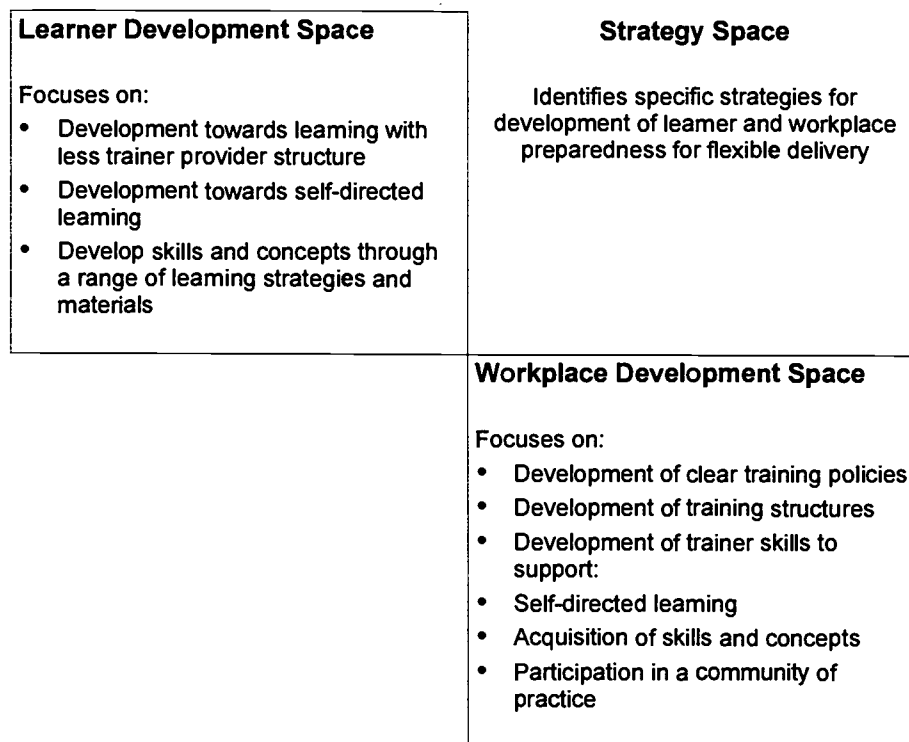 Learner Development Space
Focuses on:
• Development towards learning with
less trainer provider structure
• Development towards self-directed
learning
• Develop skills and concepts through
a range of learning strategies and
materials
Strategy Space
Identifies specific strategies for
development of learner and workplace
preparedness for flexible delivery
Workplace Development Space
Focuses on:
• Development of clear training policies
• Development of training structures
• Development of trainer skills to
support:
• Self-directed learning
• Acquisition of skills and concepts
• Participation in a community of
practice